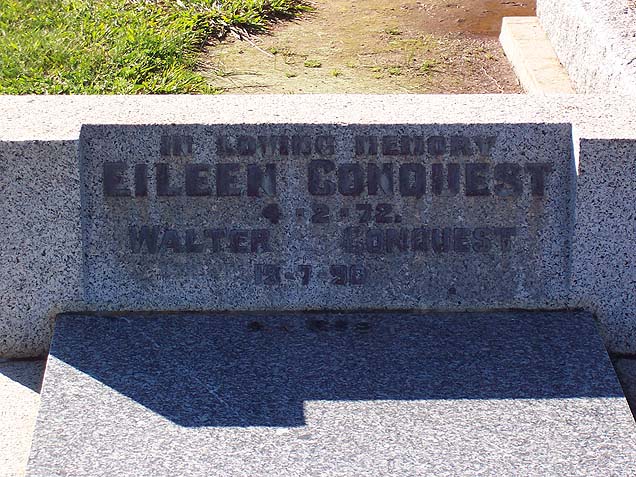 IN LOVING MEMORY
EILEEN CONQUEST
4-2-72.
WALTER CONQUEST
13-7-90